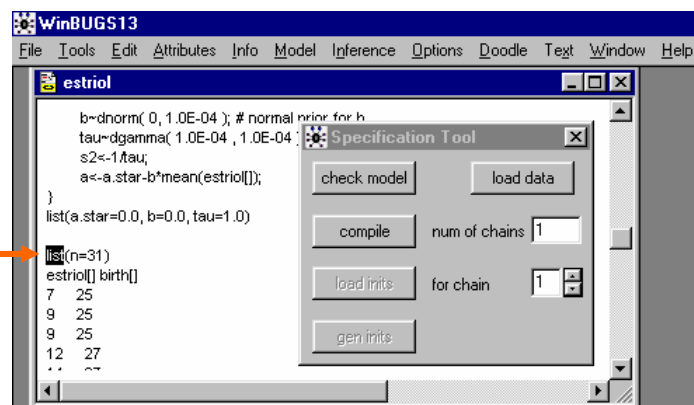 WinBUGS13
File Tools Edit Attributes Info Model Inference Options Doodle Text Window Help
estriol
b~dnorm( 0, 1.0E-04 ); # normal prior for b
tau~dgamma( 1.0E-04 , 1.0E-04 )
s2<-1/tau;
a<-a.star-b*mean(estriol[]);
}
list(a.star=0.0, b=0.0, tau=1.0)
list(n=31)
estriol[] birth[]
7 25
9 25
9 25
12 27
Specification Tool
check model load data
compile num of chains 1
load inits for chain 1
gen inits